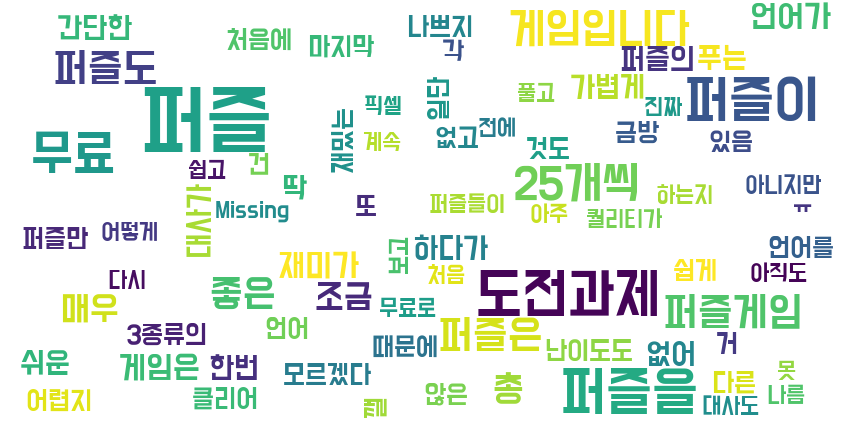 간단한 처음에 마지막 나쁘지 각 게임입니다 언어가
퍼즐도 퍼즐의 푸는
퍼즐 픽셀 일단 풀고 가볍게 진짜 퍼즐이
무료 재밌는 계속 없고 전에 것도 금방 있음
쉽고 건 딱 25개씩 하는지 아니지만
대사가 Missing 또 퍼즐들이 아주 퀄리티가 ㅠ
퍼즐만 어떻게 보고 하다가 언어를
다시 재미가 처음 쉽게 아직도
매우 좋은 조금 무료로 도전과제 퍼즐게임
3종류의 언어 때문에 퍼즐은 난이도도 없어 거
쉬운 게임은 한번 모르겠다 못
어렵지 클리어 않은 총 퍼즐을 다른 대사도 나름